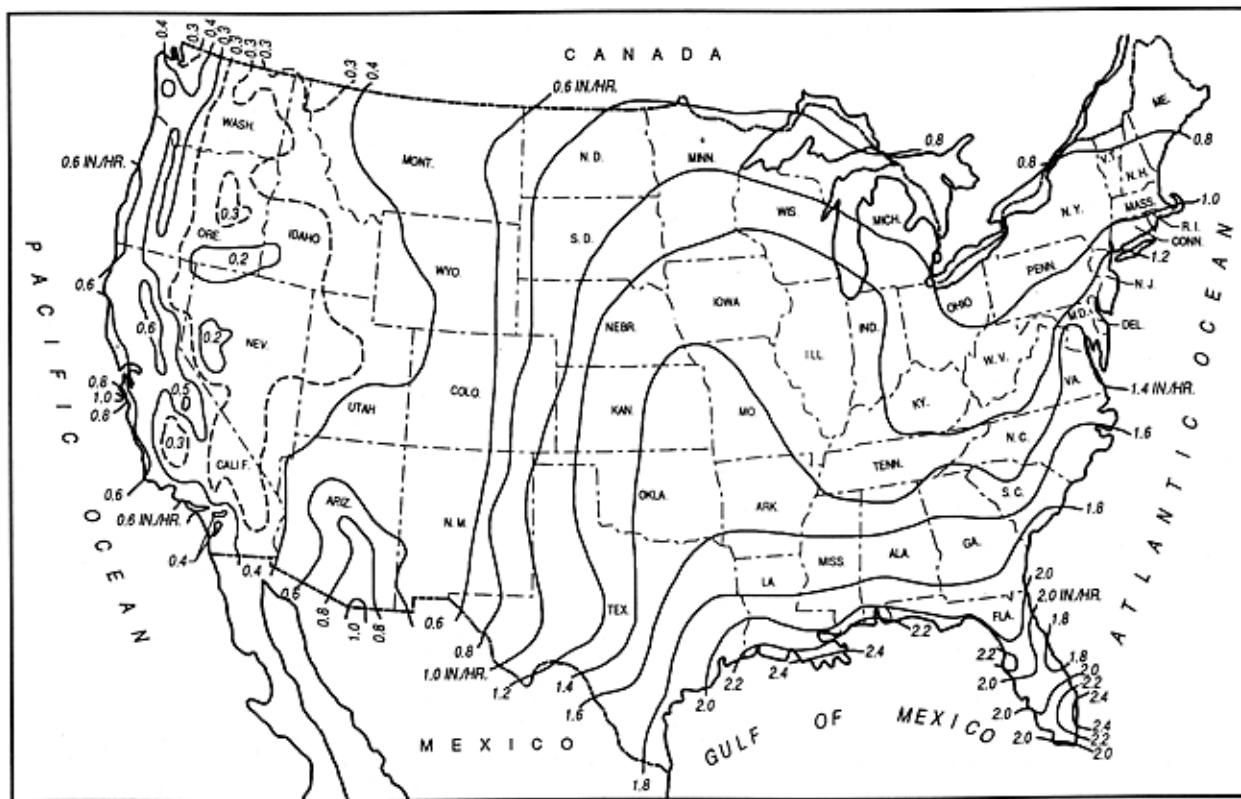 0.4
0.3
0.4
0.3
0.3
0.3
0.3
0.3
0.4
CANADA
0.6 IN./HR.
ME.
WASH.
MONT.
N.D.
MINN.
0.8
0.8
V.T.
0.8
N.H.
0.6 IN./HR.
0.3
ORE.
IDAHO
S.D.
WIS.
MICH.
N.Y.
MASS.
1.0
R.I.
CONN.
1.2
0.2
WYO.
PENN.
N.J.
0.6
IOWA
OHIO
M.D.
DEL.
0.6
0.2
NEV.
NEBR.
ILL.
IND.
W.V.
VA.
0.8
1.0
0.8
0.5
UTAH
COLO.
KAN.
MO
KY.
1.4 IN./HR.
0.3
N.C.
1.6
CALIF.
TENN.
0.6
0.6 IN./HR.
ARIZ.
N.M.
OKLA.
ARK
S.C.
1.8
0.4
0.4
MISS
ALA.
GA.
0.6
0.8
1.0
0.8
0.6
TEX.
LA.
FLA.
2.0
2.0 IN./HR.
1.8
0.8
1.0 IN./HR.
1.2
1.4
1.6
1.8
2.0
2.2
2.4
2.4
2.2
2.2
2.0
1.8
2.0
2.2
2.4
2.0
2.4
2.2
2.0
2.0
PACIFIC
OCEAN
MEXICO
GULF OF MEXICO
ATLANTIC OCEAN